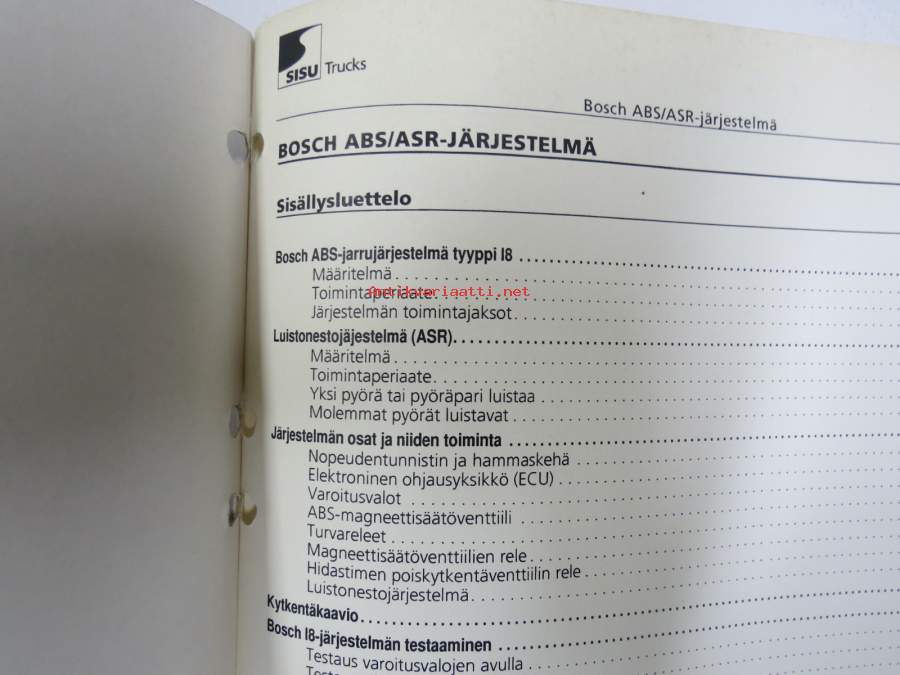 SISU Trucks
Bosch ABS/ASR-järjestelmä
BOSCH ABS/ASR-JÄRJESTELMÄ
Sisällysluettelo
Bosch ABS-jarrujärjestelmä tyyppi I8
Määritelmä
Toimintaperiaate
Antikvariaatti.net
Järjestelmän toimintajaksot
Luistonestojäjestelmä (ASR)
Määritelmä
Toimintaperiaate
Yksi pyörä tai pyöräpari luistaa
Molemmat pyörät luistavat
Järjestelmän osat ja niiden toiminta
Nopeudentunnistin ja hammaskehä
Elektroninen ohjausyksikkö (ECU)
Varoitusvalot
ABS-magneettisäätöventtiili
Turvareleet
Magneettisäätöventtiilien rele
Hidastimen poiskytkentäventtiilin rele
Luistonestojärjestelmä
Kytkentäkaavio
Bosch I8-järjestelmän testaaminen
Testaus varoitusvalojen avulla